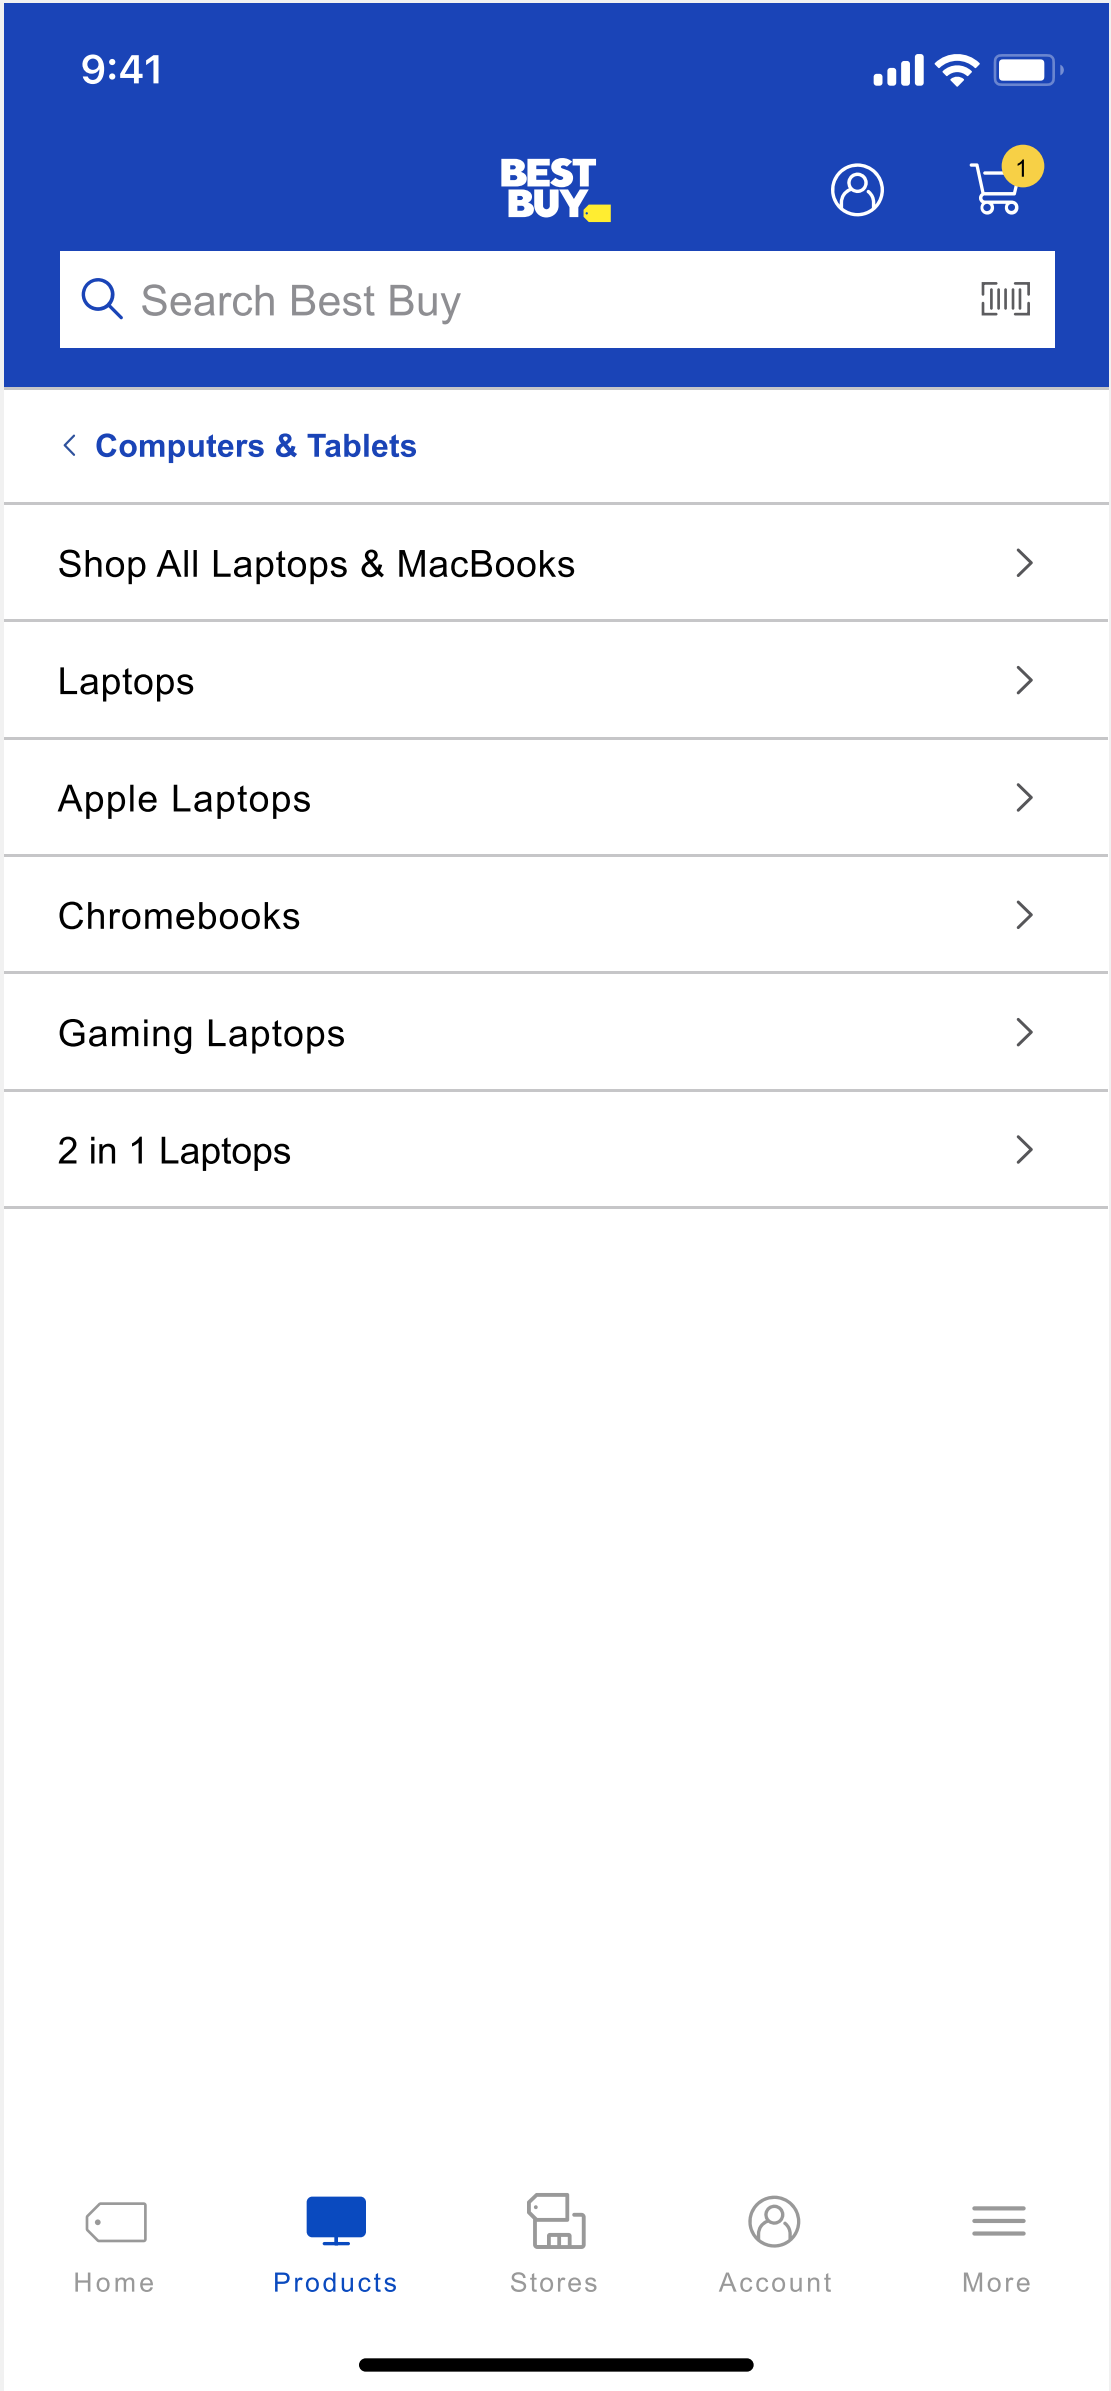 9:41
BEST
BUY
1
Search Best Buy
Computers & Tablets
Shop All Laptops & MacBooks
Laptops
Apple Laptops
Chromebooks
Gaming Laptops
2 in 1 Laptops
Home
Products
Stores
Account
More